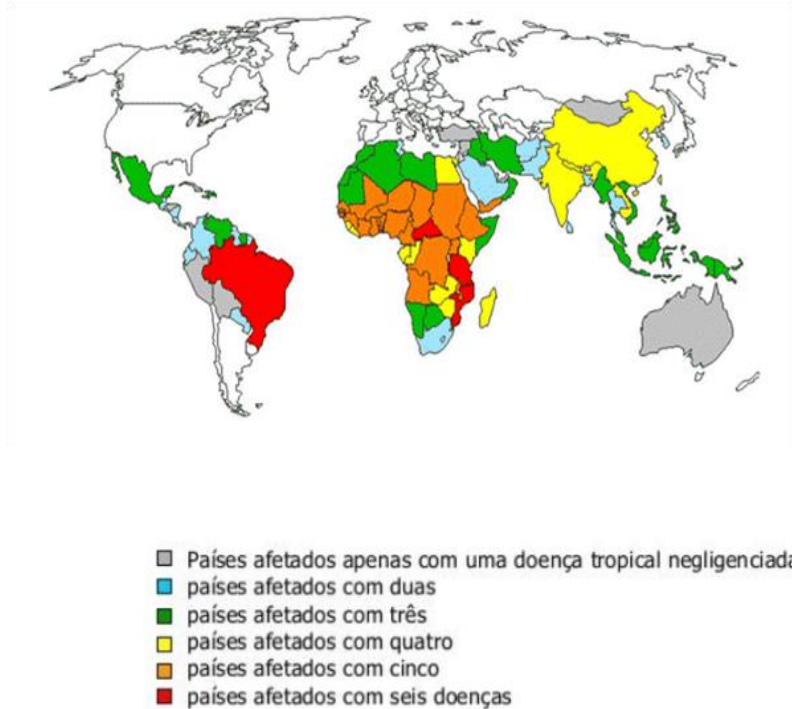 Países afetados apenas com uma doença tropical negligenciada
países afetados com duas
países afetados com três
países afetados com quatro
países afetados com cinco
países afetados com seis doenças